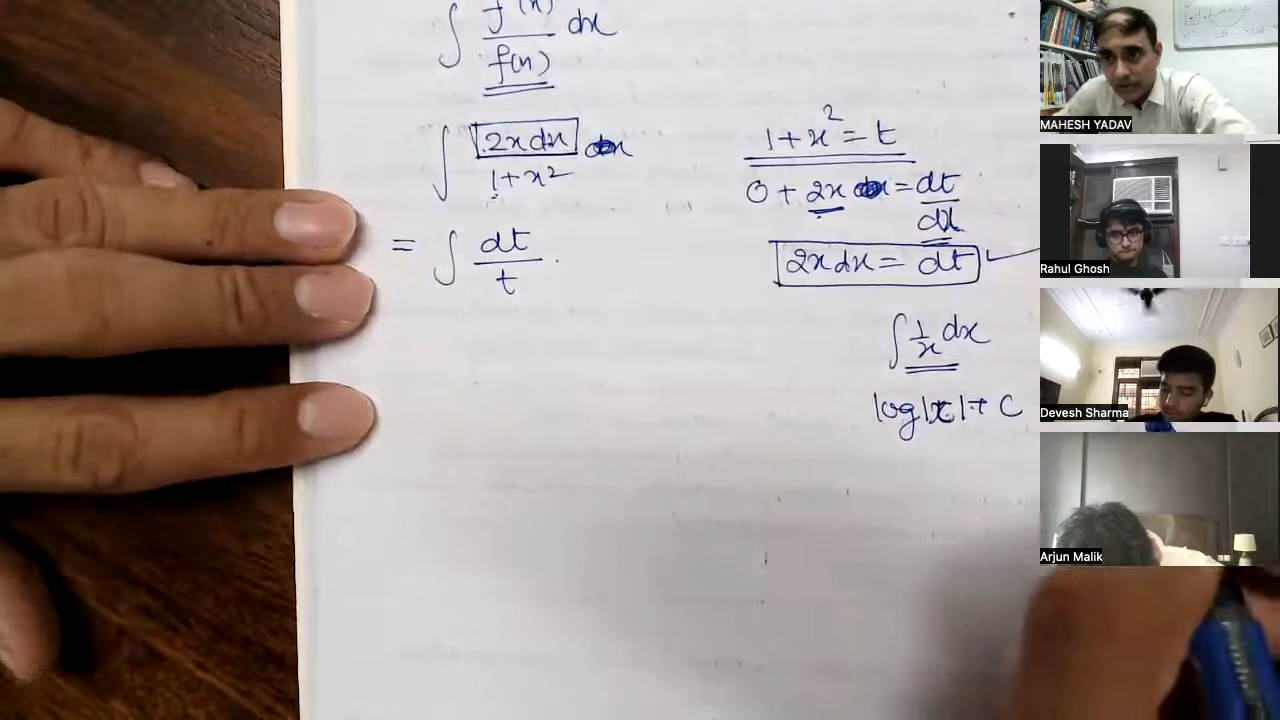 ∫ f'(x)/f(x) dx
∫ 2x dx/1+x²
= ∫ dt/t
1+x² = t
0 + 2x = dt/dx
2x dx = dt
∫ 1/x dx
log|x|+ C
MAHESH YADAV
Rahul Ghosh
Devesh Sharma
Arjun Malik